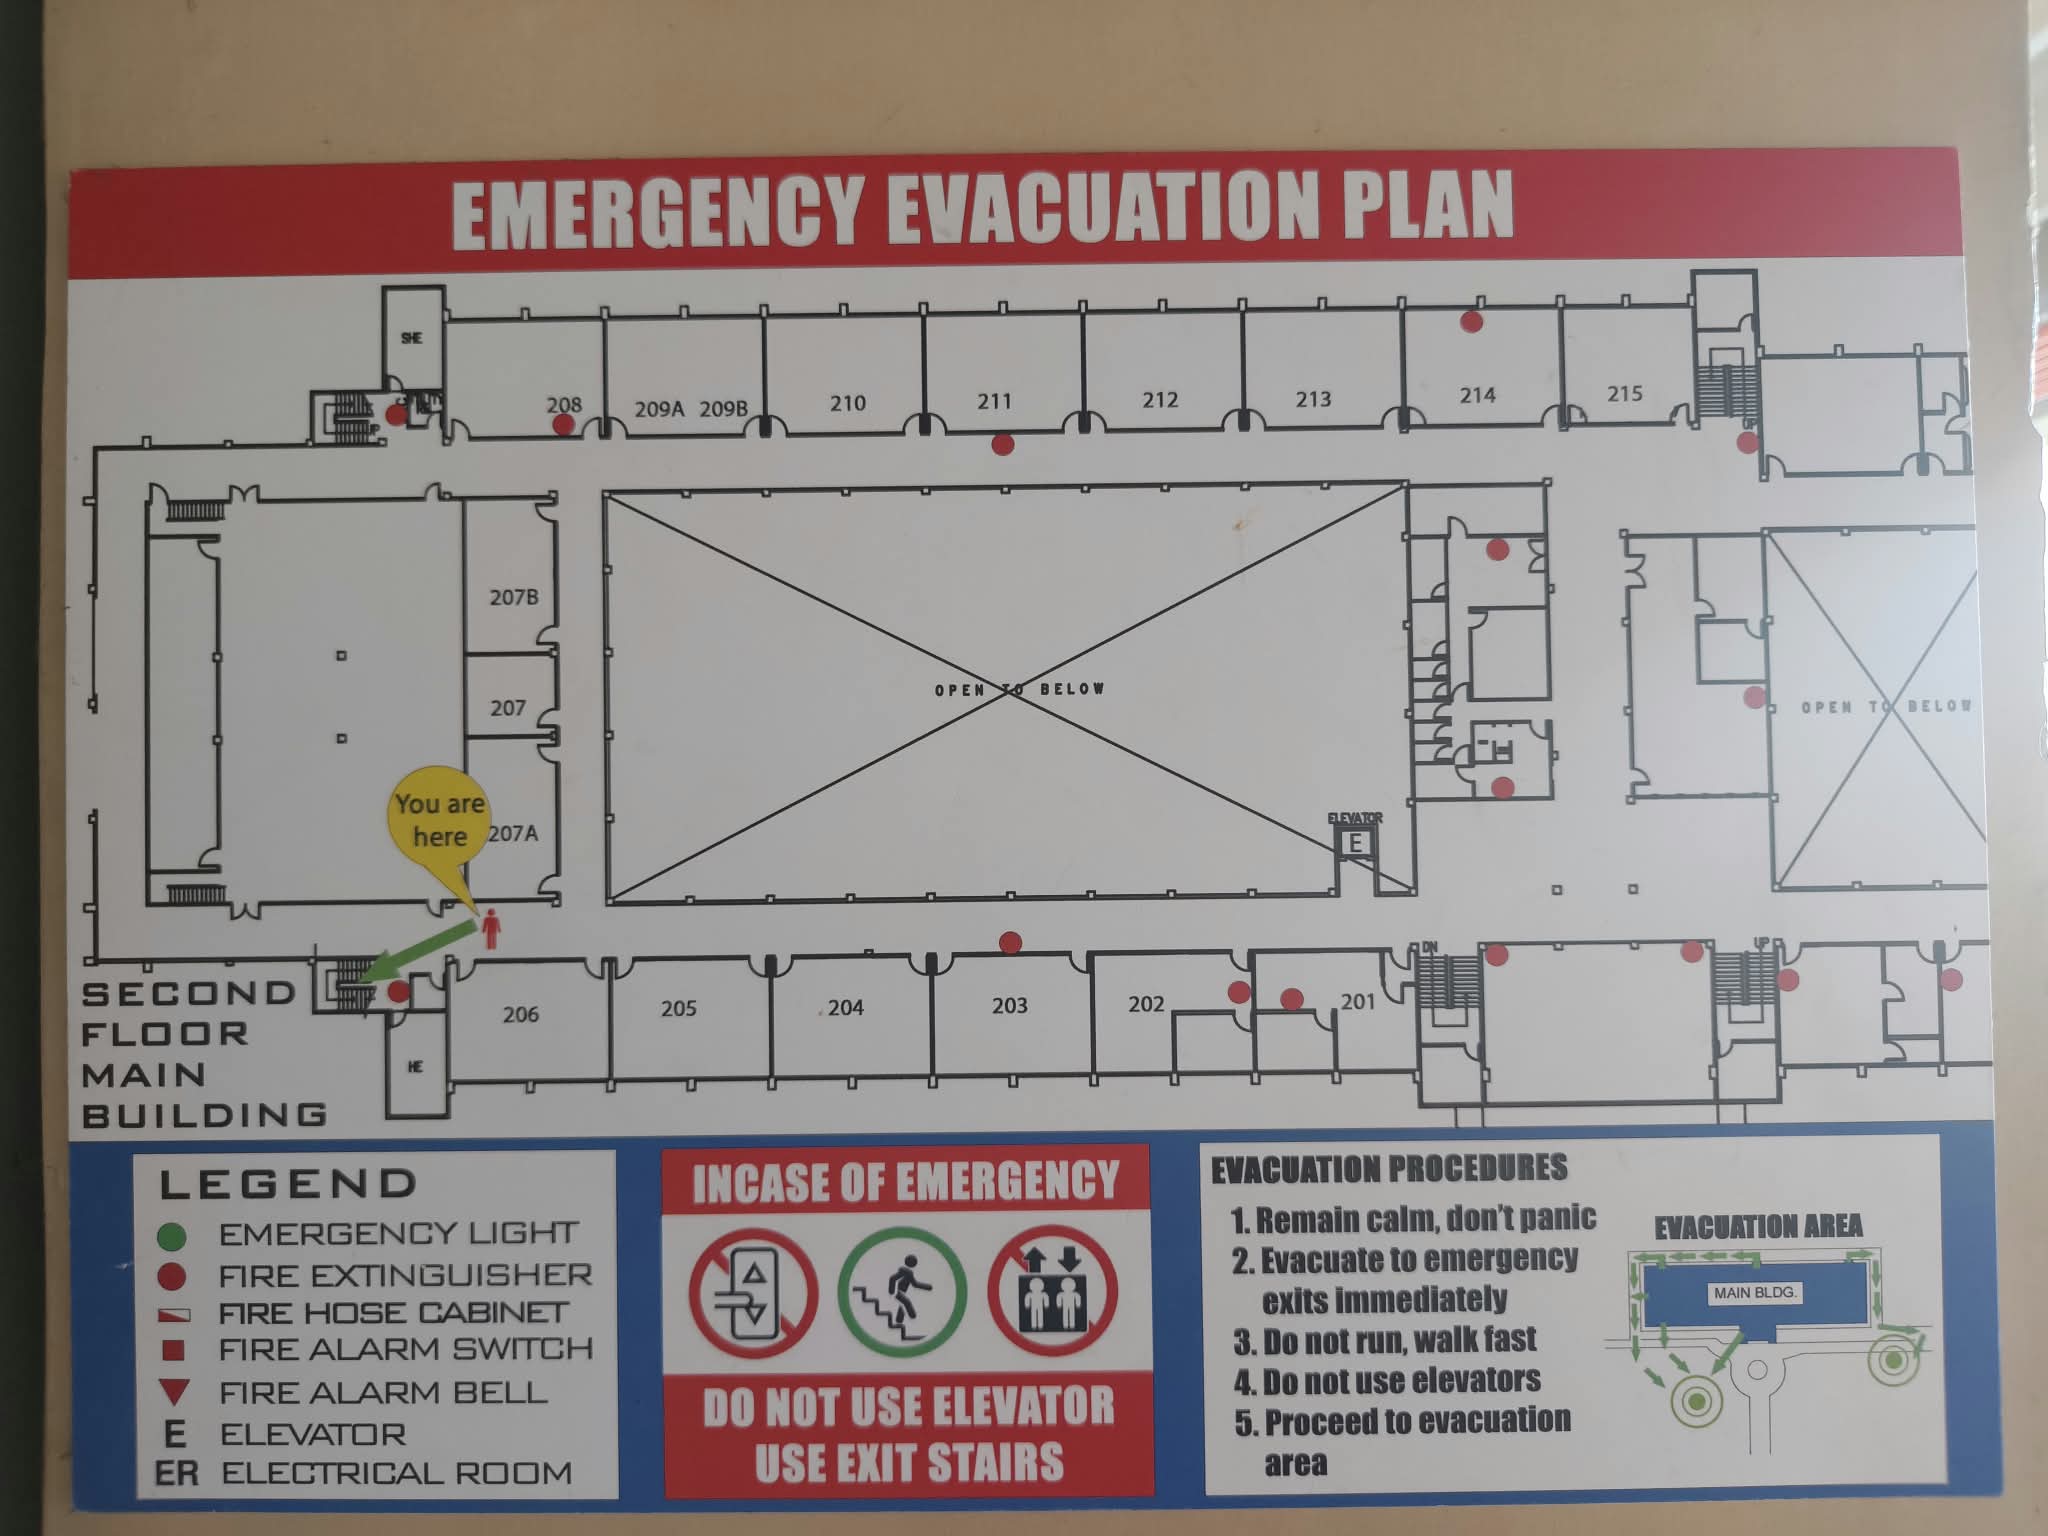 EMERGENCY EVACUATION PLAN
SHE
UP
208
209A 209B
210
211
212
213
214
215
UP
207B
207
207A
You are
here
OPEN TO BELOW
OPEN TO BELOW
ELEVATOR
E
206
205
204
203
202
201
DN
UP
HE
SECOND
FLOOR
MAIN
BUILDING
LEGEND
EMERGENCY LIGHT
FIRE EXTINGUISHER
FIRE HOSE CABINET
FIRE ALARM SWITCH
FIRE ALARM BELL
E ELEVATOR
ER ELECTRICAL ROOM
INCASE OF EMERGENCY
DO NOT USE ELEVATOR
USE EXIT STAIRS
EVACUATION PROCEDURES
1. Remain calm, don't panic
2. Evacuate to emergency
exits immediately
3. Do not run, walk fast
4. Do not use elevators
5. Proceed to evacuation
area
EVACUATION AREA
MAIN BLDG.